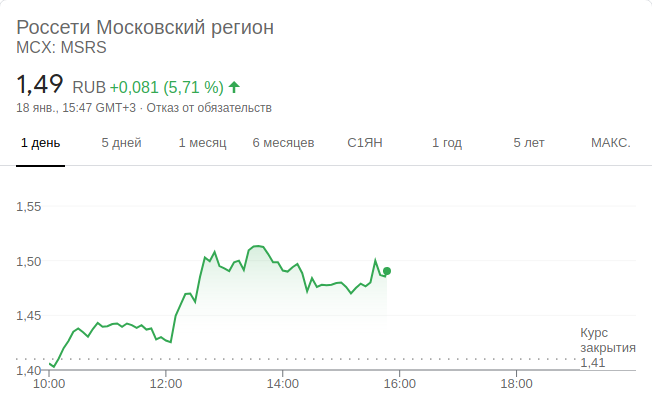 Россети Московский регион
MCX: MSRS
1,49 RUB +0,081 (5,71 %)
18 янв., 15:47 GMT+3 · Отказ от обязательств
1 день 5 дней 1 месяц 6 месяцев С1ЯН 1 год 5 лет МАКС.
1,55
1,50
1,45
Курс
закрытия
1,41
1,40
10:00 12:00 14:00 16:00 18:00